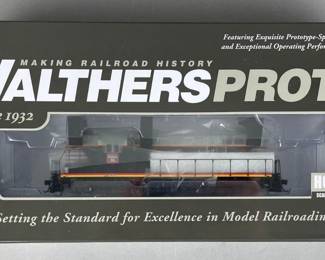 Featuring Exquisite Prototype-Sp
and Exceptional Operating Perfor
MAKING RAILROAD HISTORY
WALTHERSPROT
1932
Setting the Standard for Excellence in Model Railroading